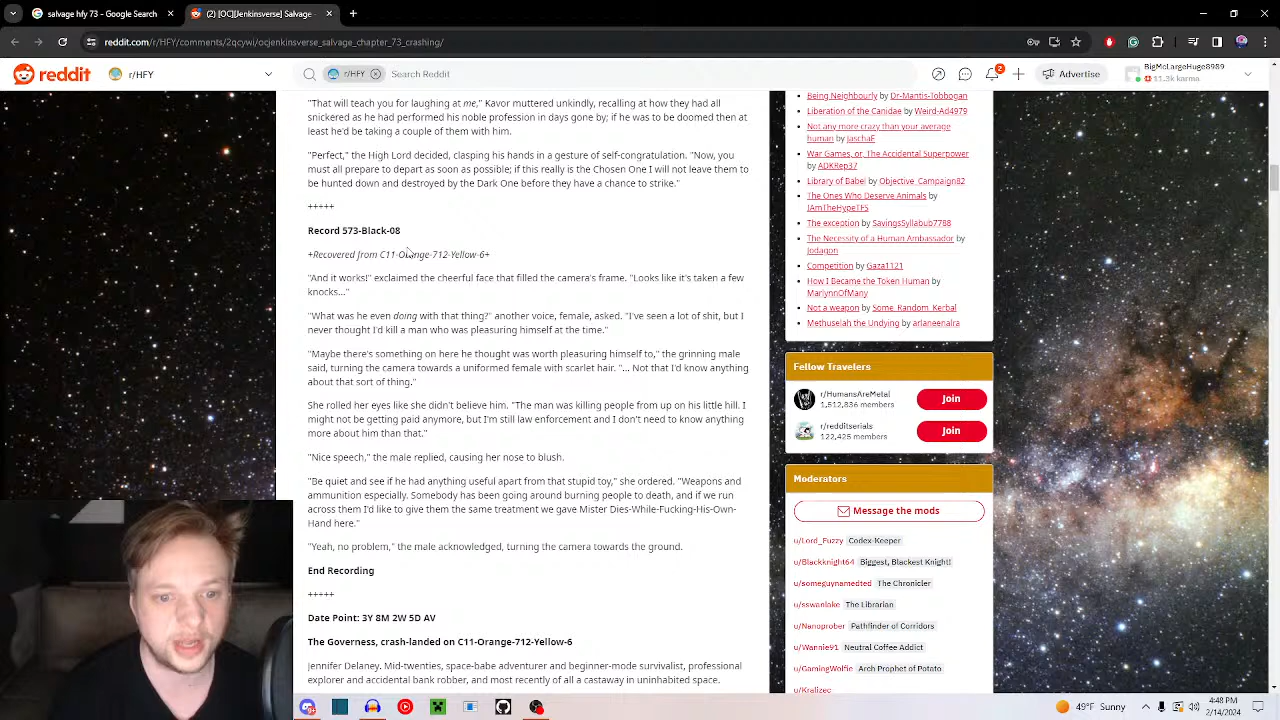 salvage hfy 73 - Google Search
[OC][Jenkinsverse] Salvage
reddit.com/r/HFY/comments/2qcywi/ocjenkinsverse_salvage_chapter_73_crashing/
reddit
r/HFY
r/HFY
Search Reddit
2
Advertise
BigMoLargeHuge8989
11.3k karma
"That will teach you for laughing at me," Kavor muttered unkindly, recalling at how they had all
snickered as he had performed his noble profession in days gone by; if he was to be doomed then at
least he'd be taking a couple of them with him.
"Perfect," the High Lord decided, clasping his hands in a gesture of self-congratulation. "Now, you
must all prepare to depart as soon as possible; if this really is the Chosen One I will not leave them to
be hunted down and destroyed by the Dark One before they have a chance to strike."
+++++
Record 573-Black-08
+Recovered from C11-Orange-712-Yellow-6+
"And it works!" exclaimed the cheerful face that filled the camera's frame. "Looks like it's taken a few
knocks..."
"What was he even doing with that thing?" another voice, female, asked. "I've seen a lot of shit, but I
never thought I'd kill a man who was pleasuring himself at the time."
"Maybe there's something on here he thought was worth pleasuring himself to," the grinning male
said, turning the camera towards a uniformed female with scarlet hair. "... Not that I'd know anything
about that sort of thing."
She rolled her eyes like she didn't believe him. "The man was killing people from up on his little hill. I
might not be getting paid anymore, but I'm still law enforcement and I don't need to know anything
more about him than that."
"Nice speech," the male replied, causing her nose to blush.
"Be quiet and see if he had anything useful apart from that stupid toy," she ordered. "Weapons and
ammunition especially. Somebody has been going around burning people to death, and if we run
across them I'd like to give them the same treatment we gave Mister Dies-While-Fucking-His-Own-
Hand here."
"Yeah, no problem," the male acknowledged, turning the camera towards the ground.
End Recording
+++++
Date Point: 3Y 8M 2W 5D AV
The Governess, crash-landed on C11-Orange-712-Yellow-6
Jennifer Delaney. Mid-twenties, space-babe adventurer and beginner-mode survivalist, professional
explorer and accidental bank robber, and most recently of all a castaway in uninhabited space.
Being Neighbourly by Dr-Mantis-Tobbogan
Liberation of the Canidae by Weird-Ad4979
Not any more crazy than your average
human by JaschaE
War Games, or, The Accidental Superpower
by ADKRep37
Library of Babel by Objective_Campaign82
The Ones Who Deserve Animals by
IAmTheHypeTFS
The exception by SavingsSyllabub7788
The Necessity of a Human Ambassador by
Jodagon
Competition by Gaza1121
How I Became the Token Human by
MarlynnOfMany
Not a weapon by Some_Random_Kerbal
Methuselah the Undying by arlaneenalra
Fellow Travelers
r/HumansAreMetal
1,512,836 members
Join
r/redditserials
122,425 members
Join
Moderators
Message the mods
u/Lord_Fuzzy Codex-Keeper
u/Blackknight64 Biggest, Blackest Knight!
u/someguynamedted The Chronicler
u/sswanlake The Librarian
u/Nanoprober Pathfinder of Corridors
u/Wannie91 Neutral Coffee Addict
u/GamingWolfie Arch Prophet of Potato
u/Kralizec
49°F Sunny
4:48 PM
2/14/2024